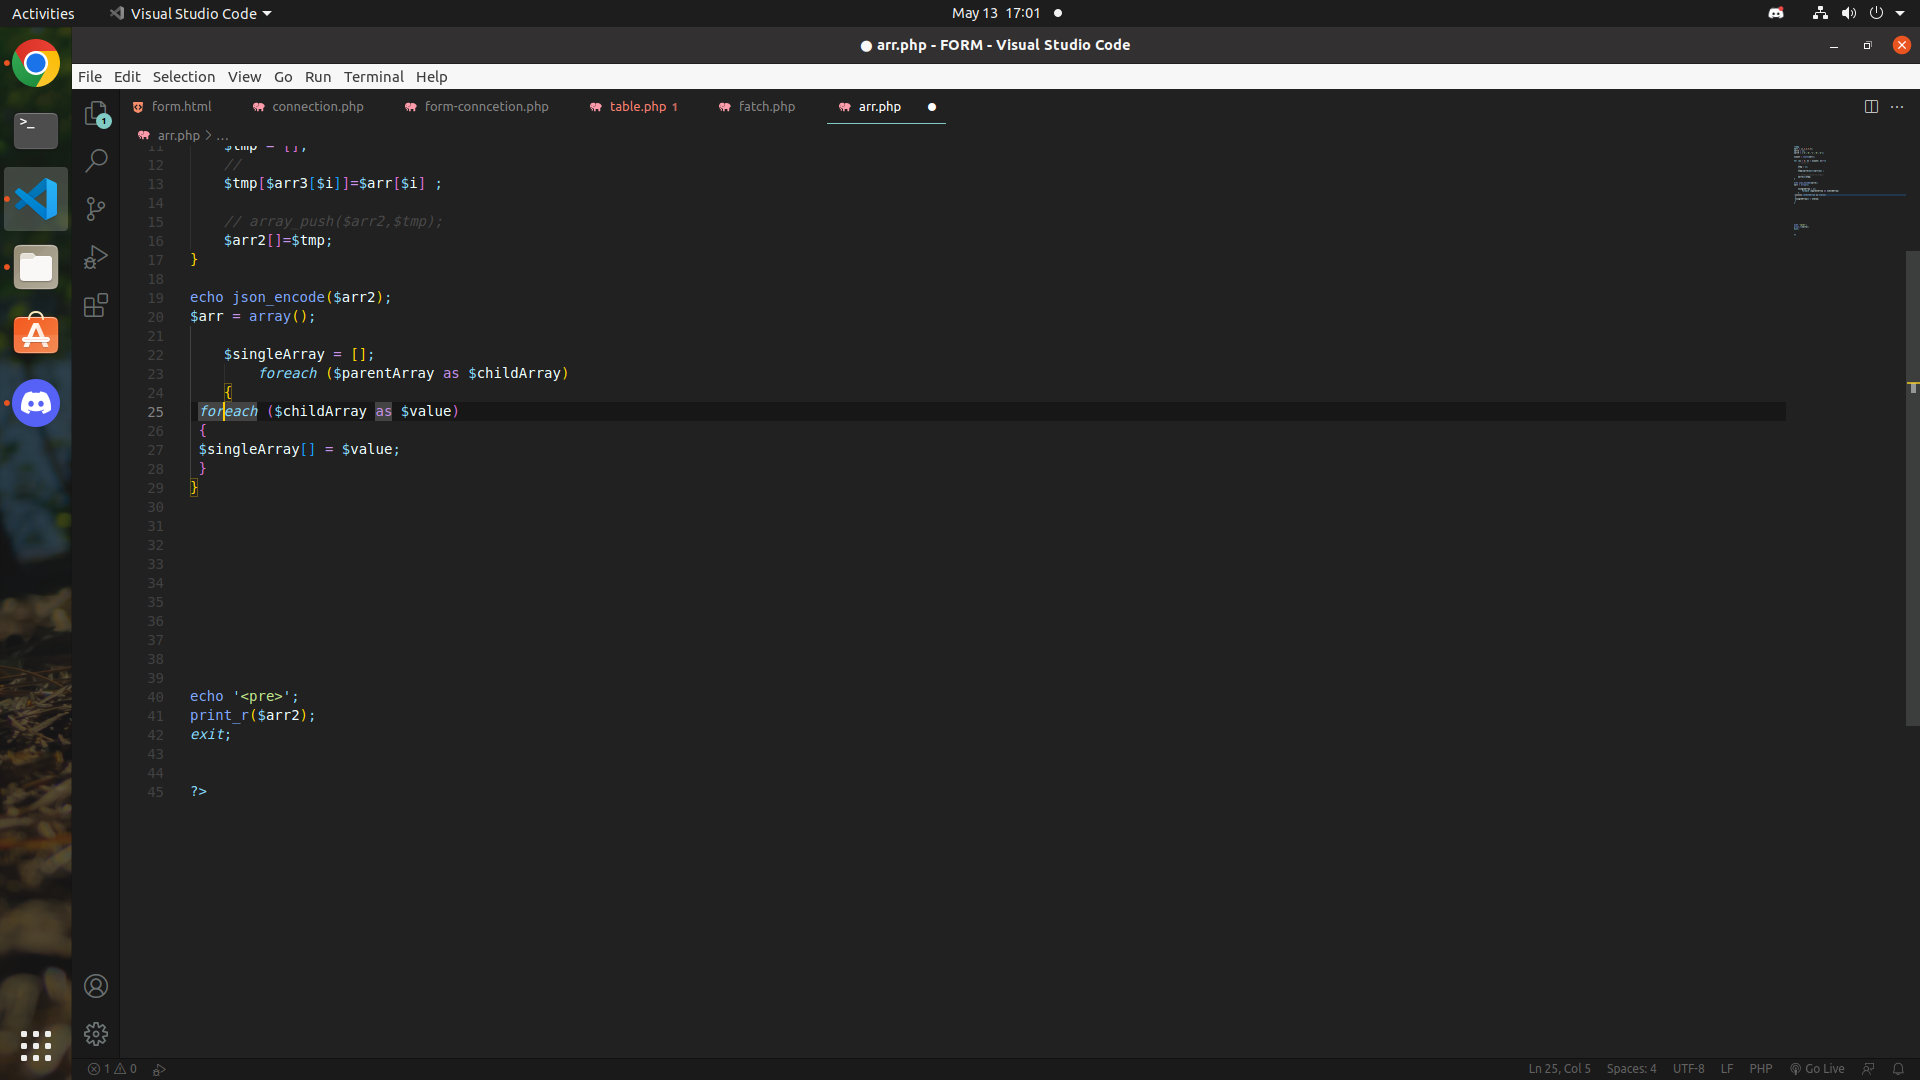 Activities
Visual Studio Code
May 13 17:01
● arr.php - FORM - Visual Studio Code
File Edit Selection View Go Run Terminal Help
form.html connection.php form-conncetion.php table.php 1 fatch.php arr.php
1
arr.php > ...
11 $tmp = [];
12 //
13 $tmp[$arr3[$i]]=$arr[$i] ;
14
15 // array_push($arr2,$tmp);
16 $arr2[]=$tmp;
17 }
18
19 echo json_encode($arr2);
20 $arr = array();
21
22 $singleArray = [];
23 foreach ($parentArray as $childArray)
24 {
25 foreach ($childArray as $value)
26 {
27 $singleArray[] = $value;
28 }
29 }
30
31
32
33
34
35
36
37
38
39
40 echo '<pre>';
41 print_r($arr2);
42 exit;
43
44
45 ?>
1 0
Ln 25, Col 5 Spaces: 4 UTF-8 LF PHP Go Live